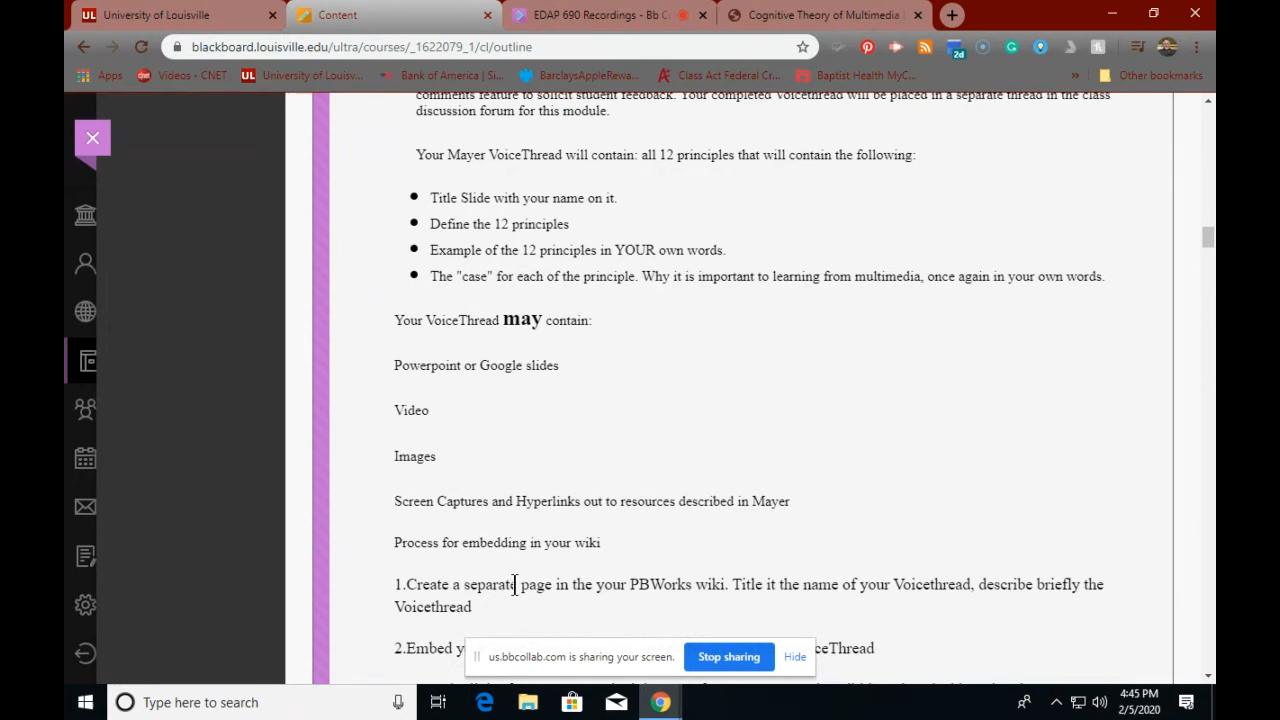 University of Louisville
Content
EDAP 690 Recordings - Bb C
Cognitive Theory of Multimedia
blackboard.louisville.edu/ultra/courses/_1622079_1/cl/outline
2d
Apps
Videos - CNET
University of Louisv...
Bank of America | Si...
BarclaysAppleRewa...
Class Act Federal Cr...
Baptist Health MyC...
Other bookmarks
comments feature to solicit student feedback. Your completed Voicethread will be placed in a separate thread in the class
discussion forum for this module.
Your Mayer VoiceThread will contain: all 12 principles that will contain the following:
Title Slide with your name on it.
Define the 12 principles
Example of the 12 principles in YOUR own words.
The "case" for each of the principle. Why it is important to learning from multimedia, once again in your own words.
Your VoiceThread may contain:
Powerpoint or Google slides
Video
Images
Screen Captures and Hyperlinks out to resources described in Mayer
Process for embedding in your wiki
1.Create a separate page in the your PBWorks wiki. Title it the name of your Voicethread, describe briefly the
Voicethread
2.Embed
us.bbcollab.com is sharing your screen.
Stop sharing
Hide
Type here to search
4:45 PM
2/5/2020